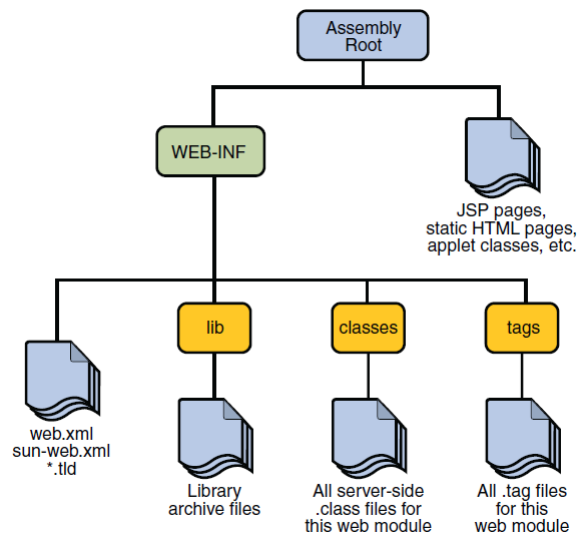 Assembly
Root
WEB-INF
JSP pages,
static HTML pages,
applet classes, etc.
lib
classes
tags
web.xml
sun-web.xml
*.tld
Library
archive files
All server-side
.class files for
this web module
All .tag files
for this
web module